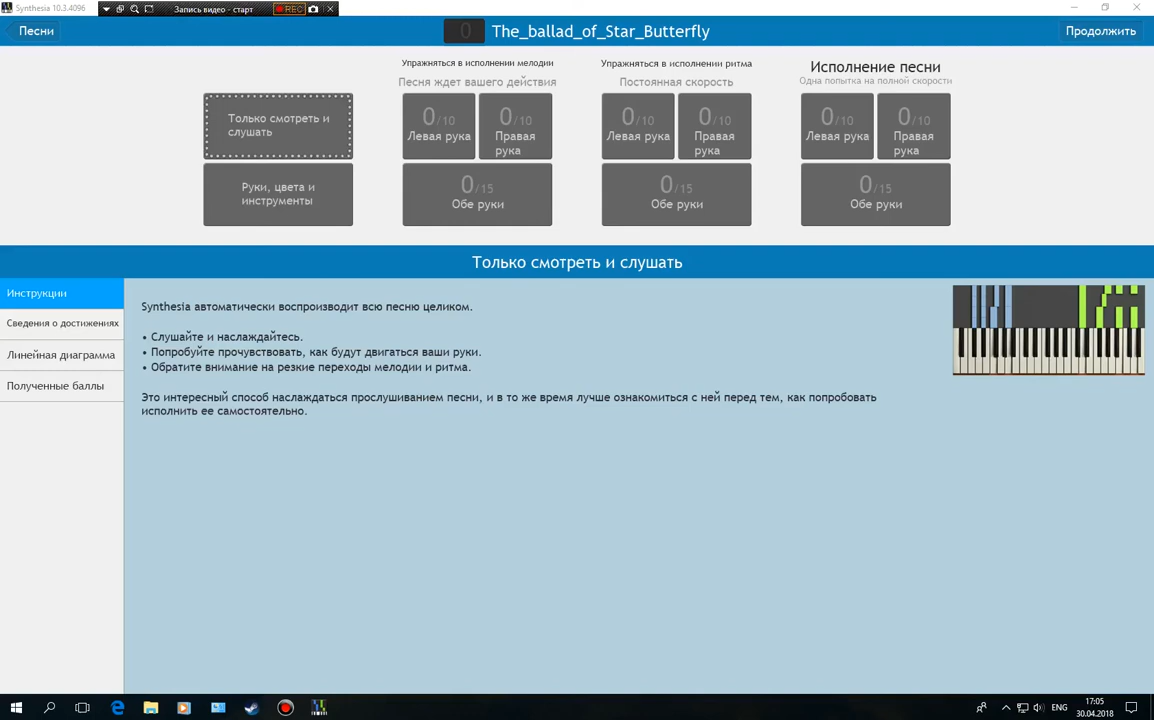 Synthesia 10.3.4096
Запись видео - старт
REC
Песни
0
The_ballad_of_Star_Butterfly
Продолжить
Упражняться в исполнении мелодии
Песня ждет вашего действия
Упражняться в исполнении ритма
Постоянная скорость
Исполнение песни
Одна попытка на полной скорости
Только смотреть и
слушать
0/10
Левая рука
0/10
Правая
рука
0/10
Левая рука
0/10
Правая
рука
0/10
Левая рука
0/10
Правая
рука
Руки, цвета и
инструменты
0/15
Обе руки
0/15
Обе руки
0/15
Обе руки
Только смотреть и слушать
Инструкции
Сведения о достижениях
Линейная диаграмма
Полученные баллы
Synthesia автоматически воспроизводит всю песню целиком.
• Слушайте и наслаждайтесь.
• Попробуйте прочувствовать, как будут двигаться ваши руки.
• Обратите внимание на резкие переходы мелодии и ритма.
Это интересный способ наслаждаться прослушиванием песни, и в то же время лучше ознакомиться с ней перед тем, как попробовать
исполнить ее самостоятельно.
ENG
17:05
30.04.2018